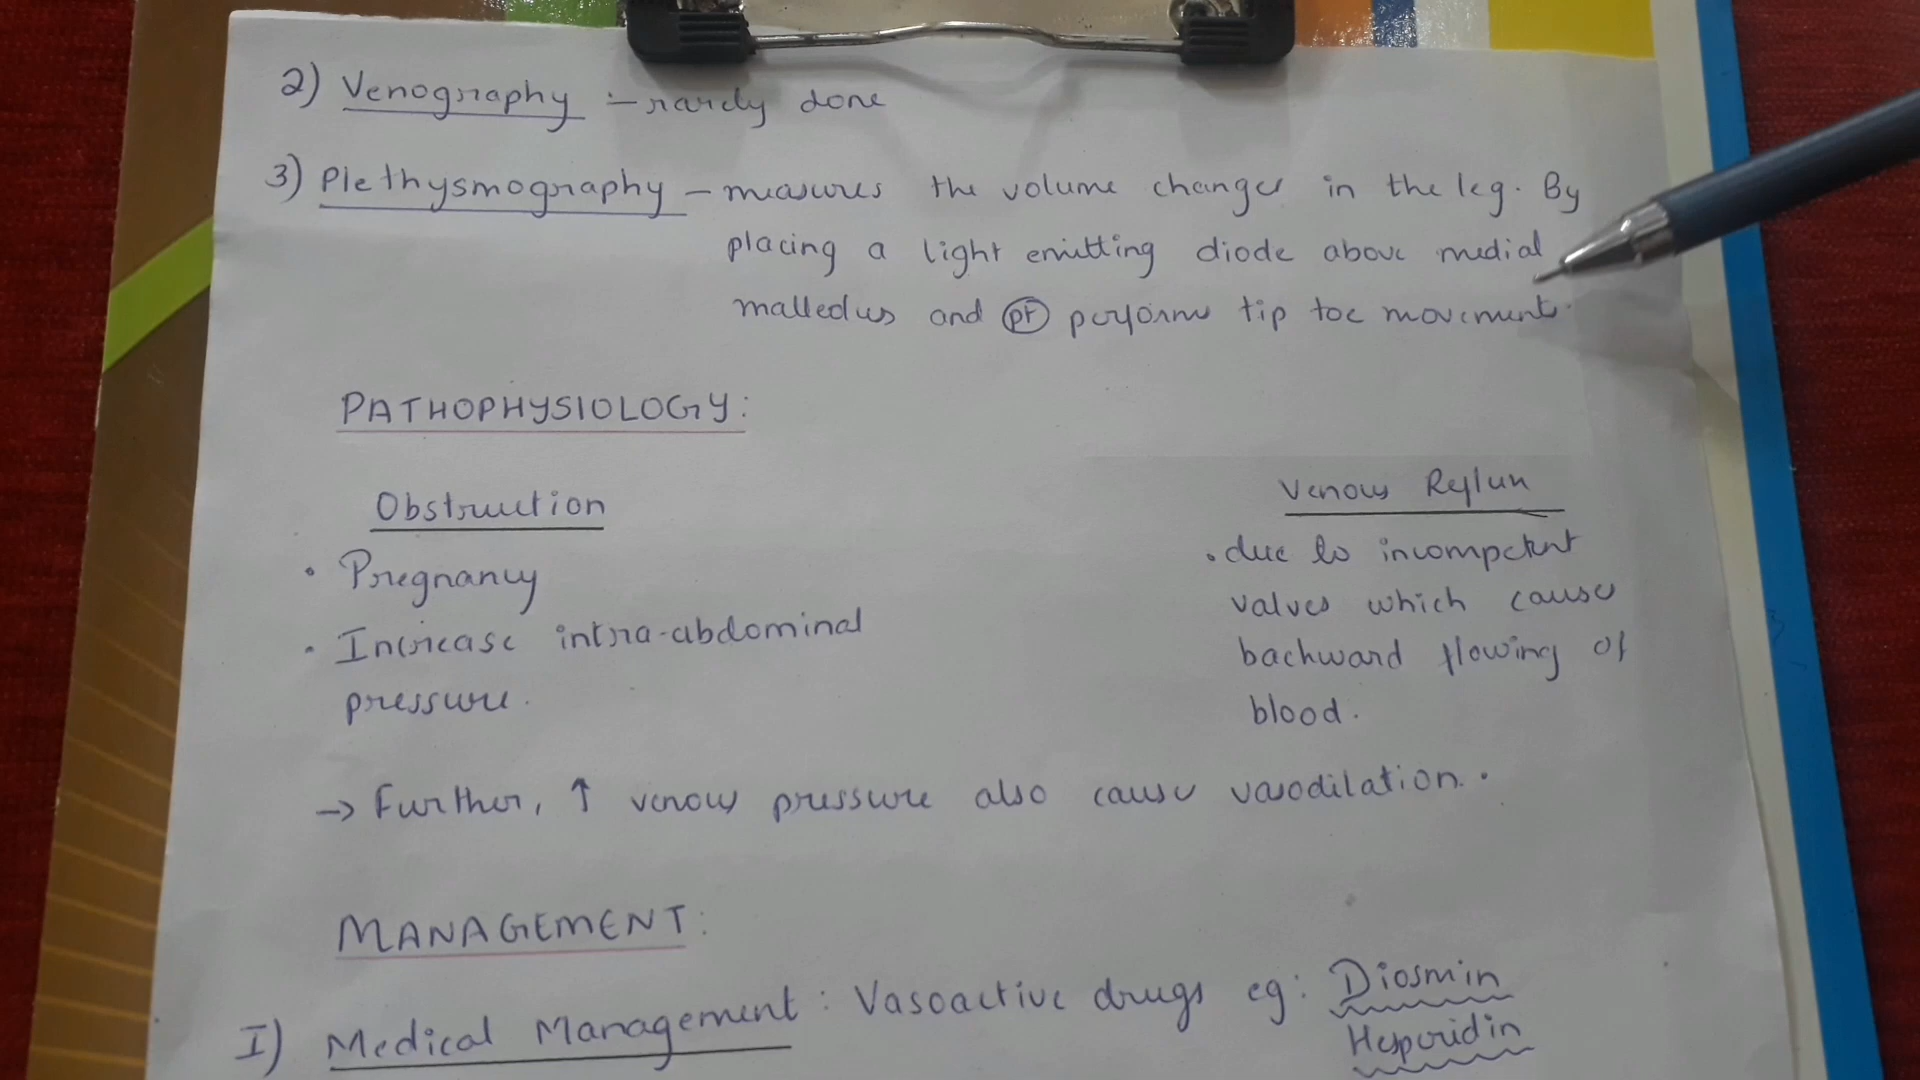 2) Venography :- rarely done
3) Plethysmography - measures the volume changes in the leg. By
placing a light emitting diode above medial
malleolus and pt performs tip toe movement.
PATHOPHYSIOLOGY:
Obstruction
• Pregnancy
• Increase intra-abdominal
pressure.
Venous Reflux
• due to incompetent
valves which cause
backward flowing of
blood.
→ Further, ↑ venous pressure also cause vasodilation.
MANAGEMENT:
I) Medical Management : Vasoactive drugs eg: Diosmin
Hesperidin